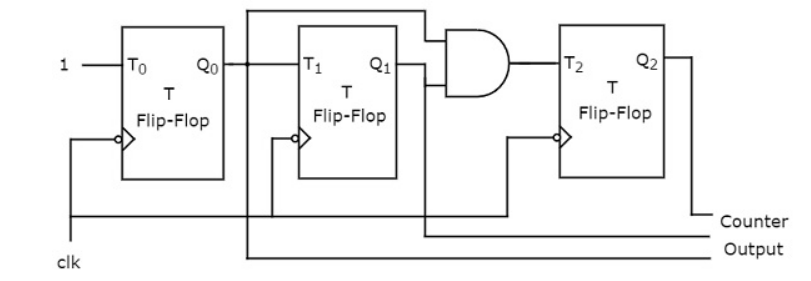 1
T₀ Q₀
T
Flip-Flop
T₁ Q₁
T
Flip-Flop
T₂ Q₂
T
Flip-Flop
clk
Counter
Output